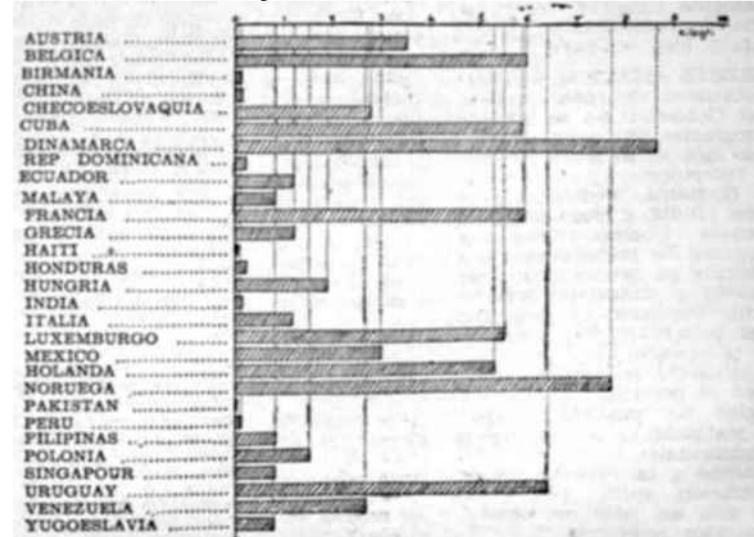 AUSTRIA
BELGICA
BIRMANIA
CHINA
CHECOESLOVAQUIA
CUBA
DINAMARCA
REP DOMINICANA
ECUADOR
MALAYA
FRANCIA
GRECIA
HAITI
HONDURAS
HUNGRIA
INDIA
ITALIA
LUXEMBURGO
MEXICO
HOLANDA
NORUEGA
PAKISTAN
PERU
FILIPINAS
POLONIA
SINGAPOUR
URUGUAY
VENEZUELA
YUGOESLAVIA